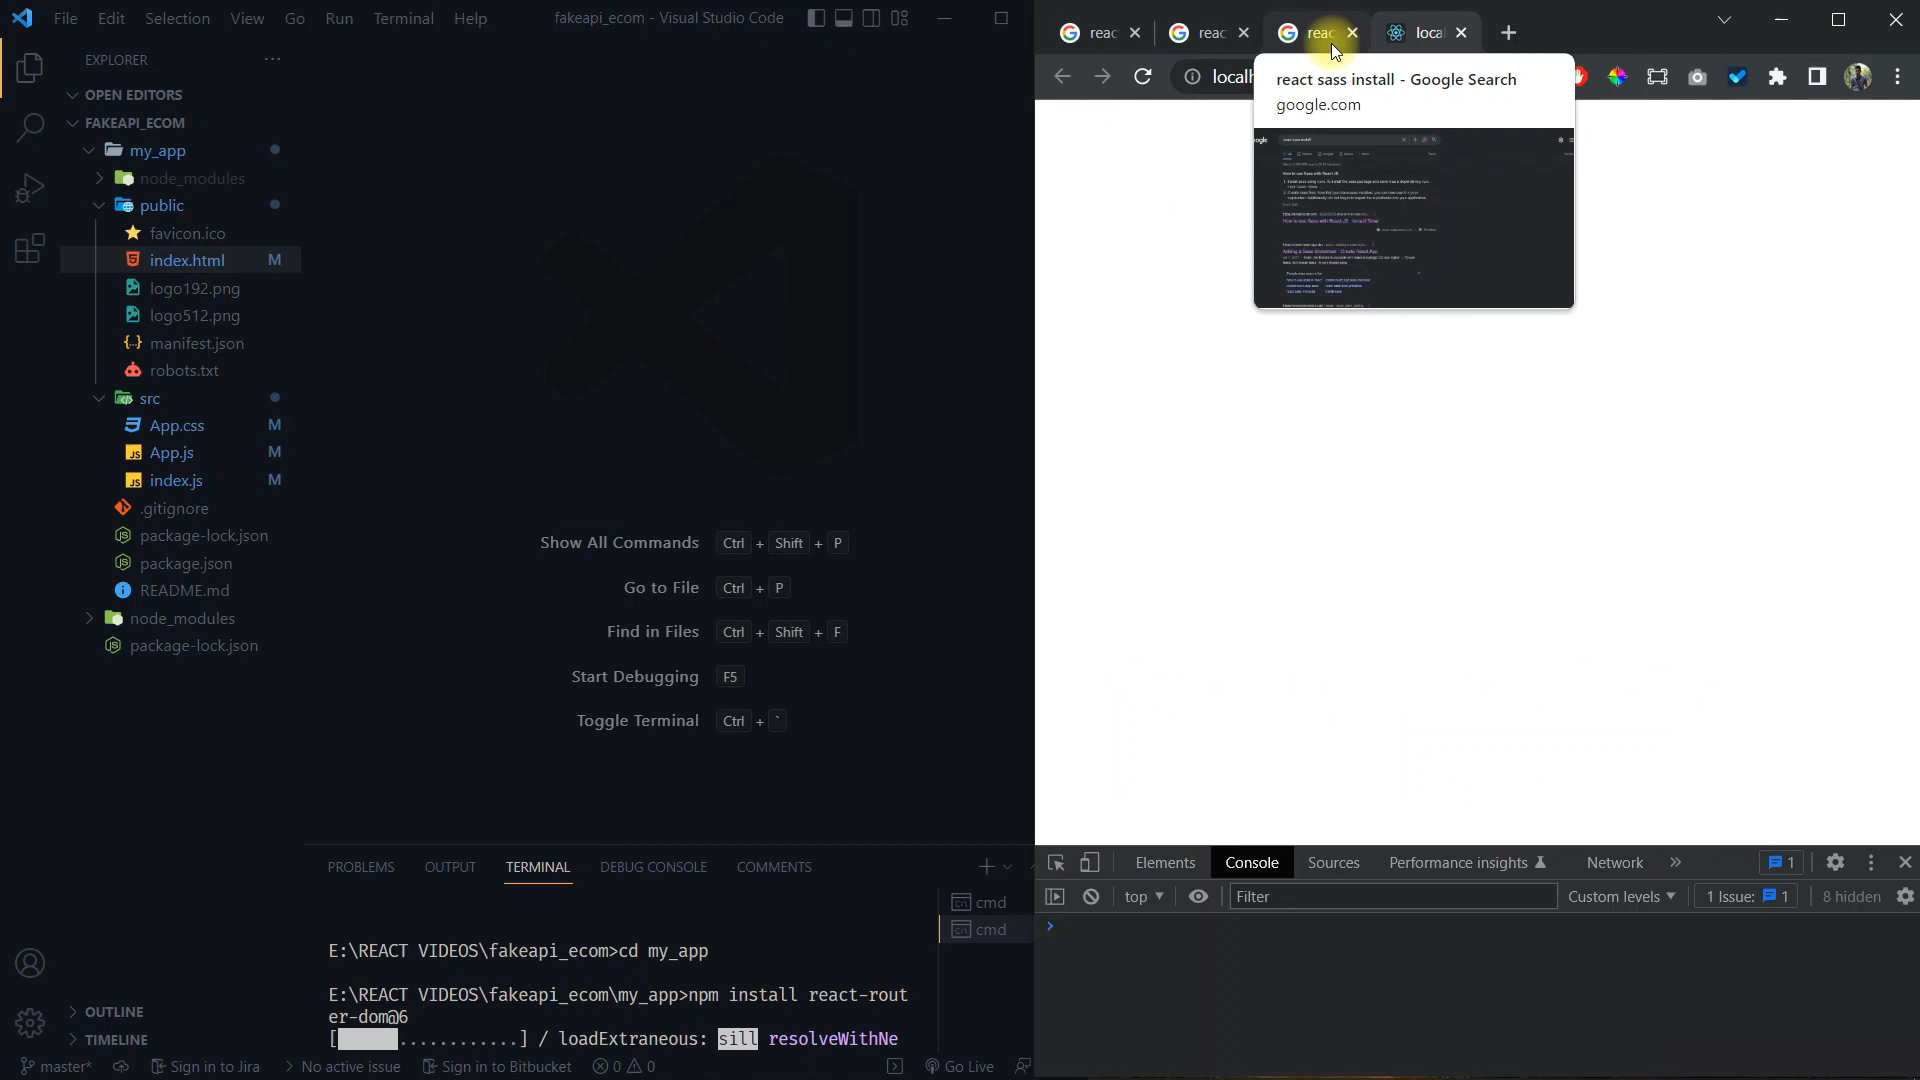 File Edit Selection View Go Run Terminal Help
fakeapi_ecom - Visual Studio Code
EXPLORER
OPEN EDITORS
FAKEAPI_ECOM
my_app
node_modules
public
favicon.ico
index.html M
logo192.png
logo512.png
manifest.json
robots.txt
src
App.css M
App.js M
index.js M
.gitignore
package-lock.json
package.json
README.md
node_modules
package-lock.json
OUTLINE
TIMELINE
Show All Commands Ctrl + Shift + P
Go to File Ctrl + P
Find in Files Ctrl + Shift + F
Start Debugging F5
Toggle Terminal Ctrl + `
PROBLEMS OUTPUT TERMINAL DEBUG CONSOLE COMMENTS
cmd
cmd
E:\REACT VIDEOS\fakeapi_ecom>cd my_app
E:\REACT VIDEOS\fakeapi_ecom\my_app>npm install react-rout
er-dom@6
[ ............] / loadExtraneous: sill resolveWithNe
master* Sign in to Jira No active issue Sign in to Bitbucket 0 0 Go Live
reac reac reac local
localh
react sass install - Google Search
google.com
Elements Console Sources Performance insights Network » 1
top Filter Custom levels 1 Issue: 1 8 hidden